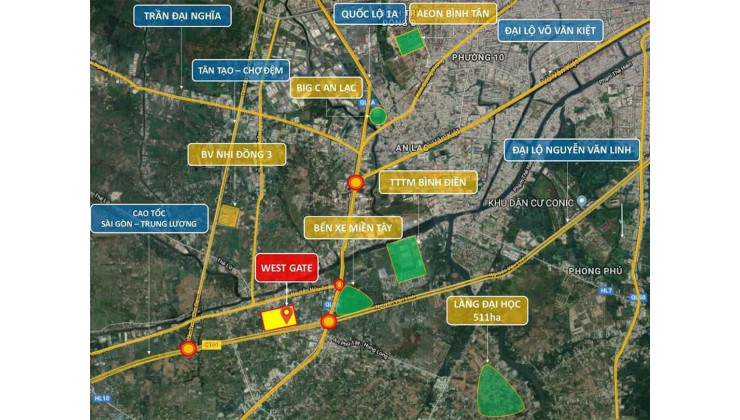 TRẦN ĐẠI NGHĨA
QUỐC LỘ 1A
AEON BÌNH TÂN
ĐẠI LỘ VÕ VĂN KIỆT
PHƯỜNG 10
TÂN TẠO – CHỢ ĐỆM
BIG C AN LẠC
AN LẠC
BV NHI ĐỒNG 3
ĐẠI LỘ NGUYỄN VĂN LINH
TTTM BÌNH ĐIỀN
KHU DÂN CƯ CONIC
CAO TỐC
SÀI GÒN – TRUNG LƯƠNG
BẾN XE MIỀN TÂY
WEST GATE
PHONG PHÚ
HL7
LÀNG ĐẠI HỌC
511ha
CT01
HL10